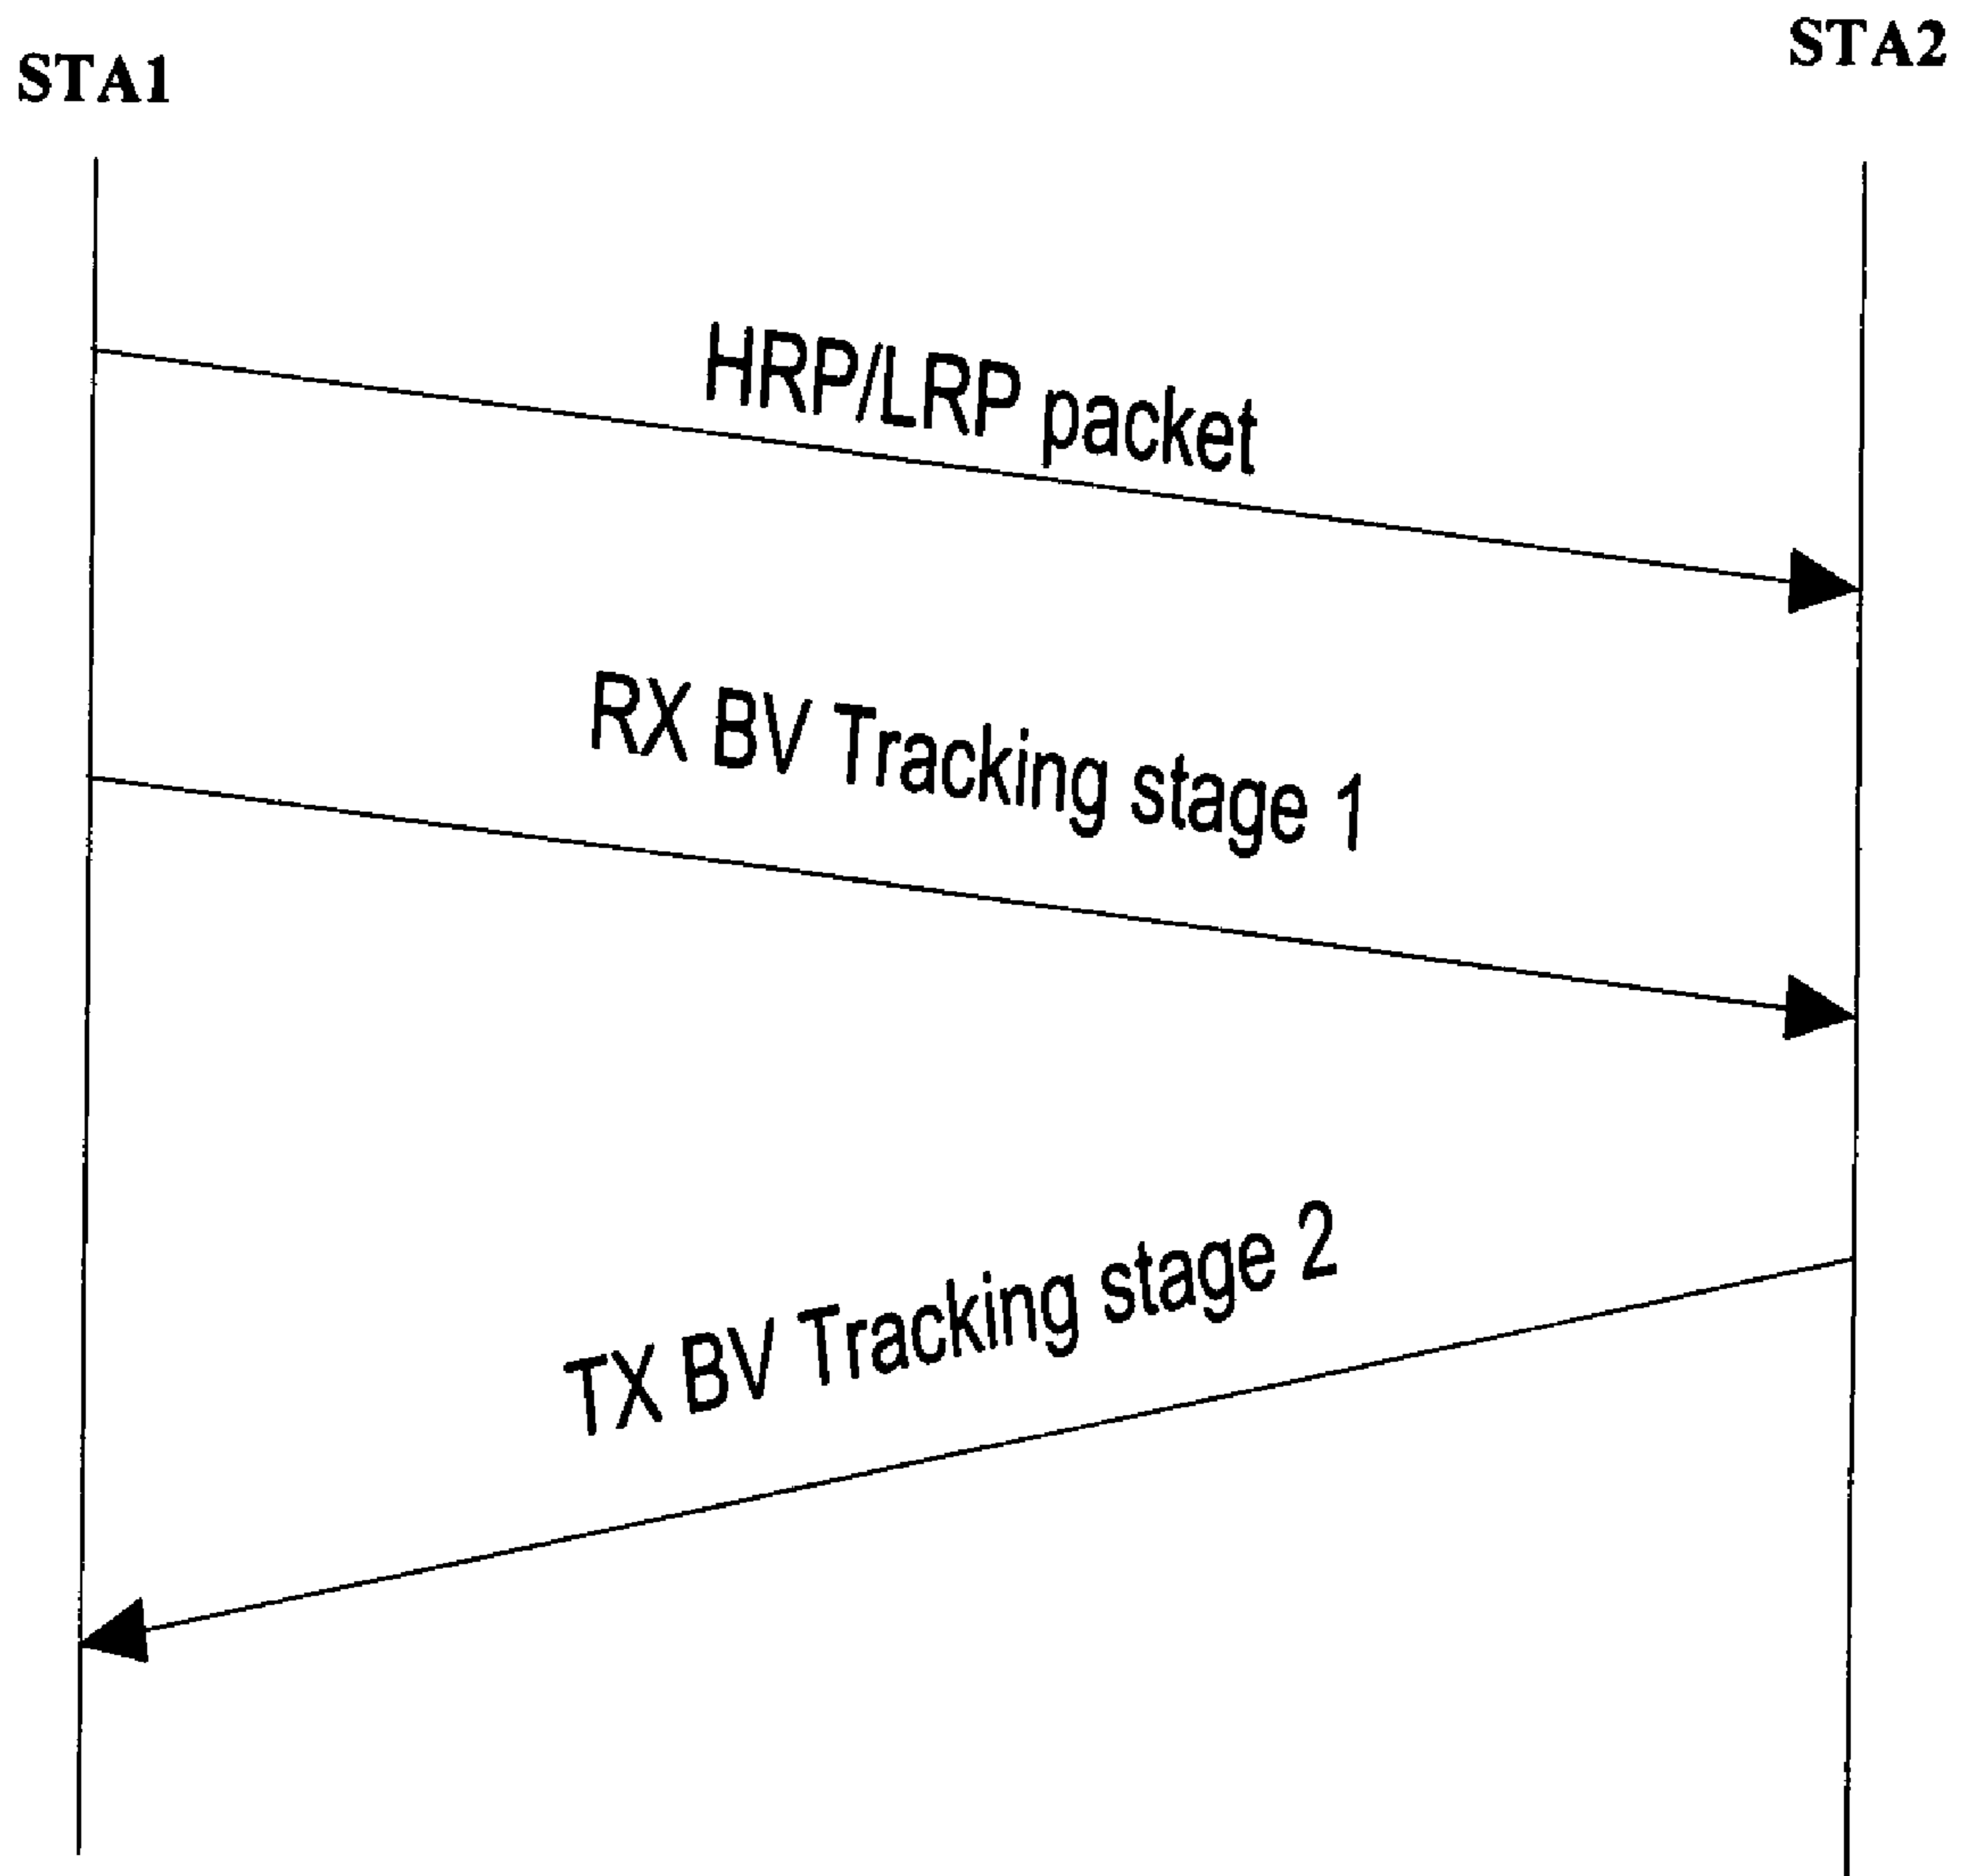 STA1
STA2
HRP/LRP packet
RX BV Tracking stage 1
TX BV Tracking stage 2